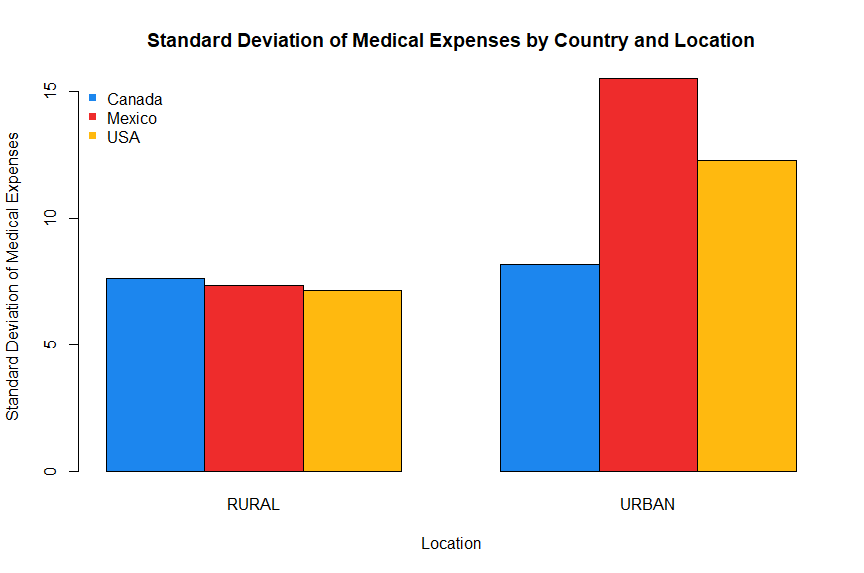 Standard Deviation of Medical Expenses by Country and Location
Standard Deviation of Medical Expenses
15
10
5
0
Canada
Mexico
USA
RURAL
URBAN
Location